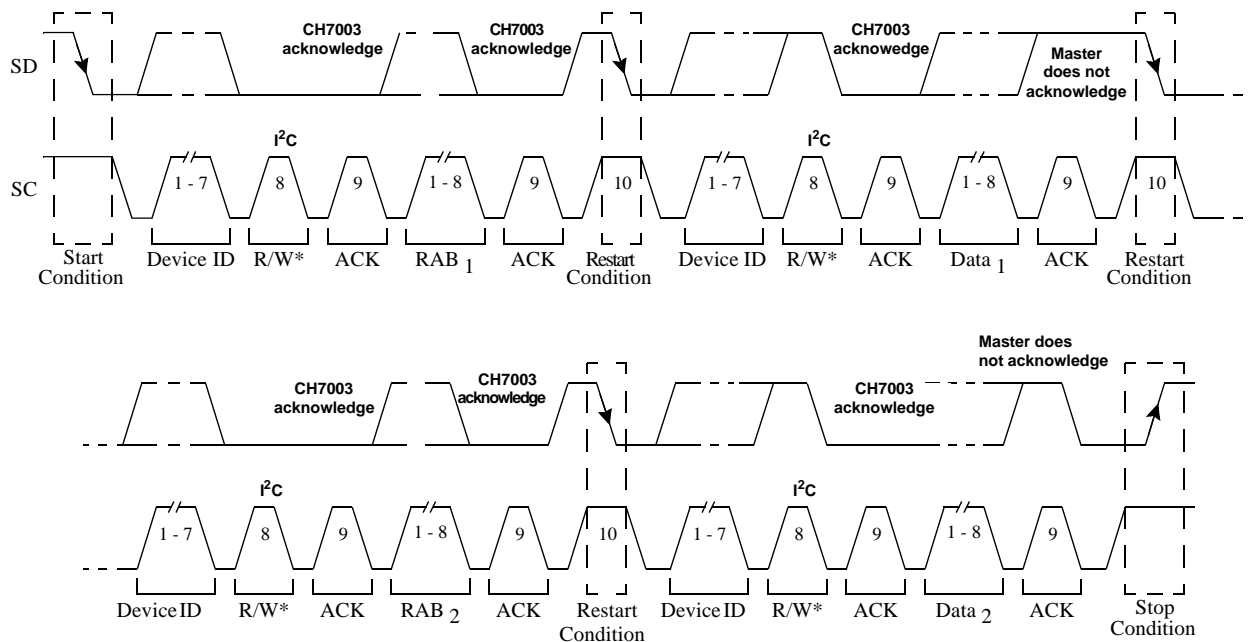 CH7003 acknowledge
CH7003 acknowledge
CH7003 acknowedge
Master does not acknowledge
SD
I²C
I²C
SC
1 - 7
8
9
1 - 8
9
10
1 - 7
8
9
1 - 8
9
10
Start Condition
Device ID
R/W*
ACK
RAB 1
ACK
Restart Condition
Device ID
R/W*
ACK
Data 1
ACK
Restart Condition
CH7003 acknowledge
CH7003 acknowledge
CH7003 acknowledge
Master does not acknowledge
I²C
I²C
1 - 7
8
9
1 - 8
9
10
1 - 7
8
9
1 - 8
9
Device ID
R/W*
ACK
RAB 2
ACK
Restart Condition
Device ID
R/W*
ACK
Data 2
ACK
Stop Condition